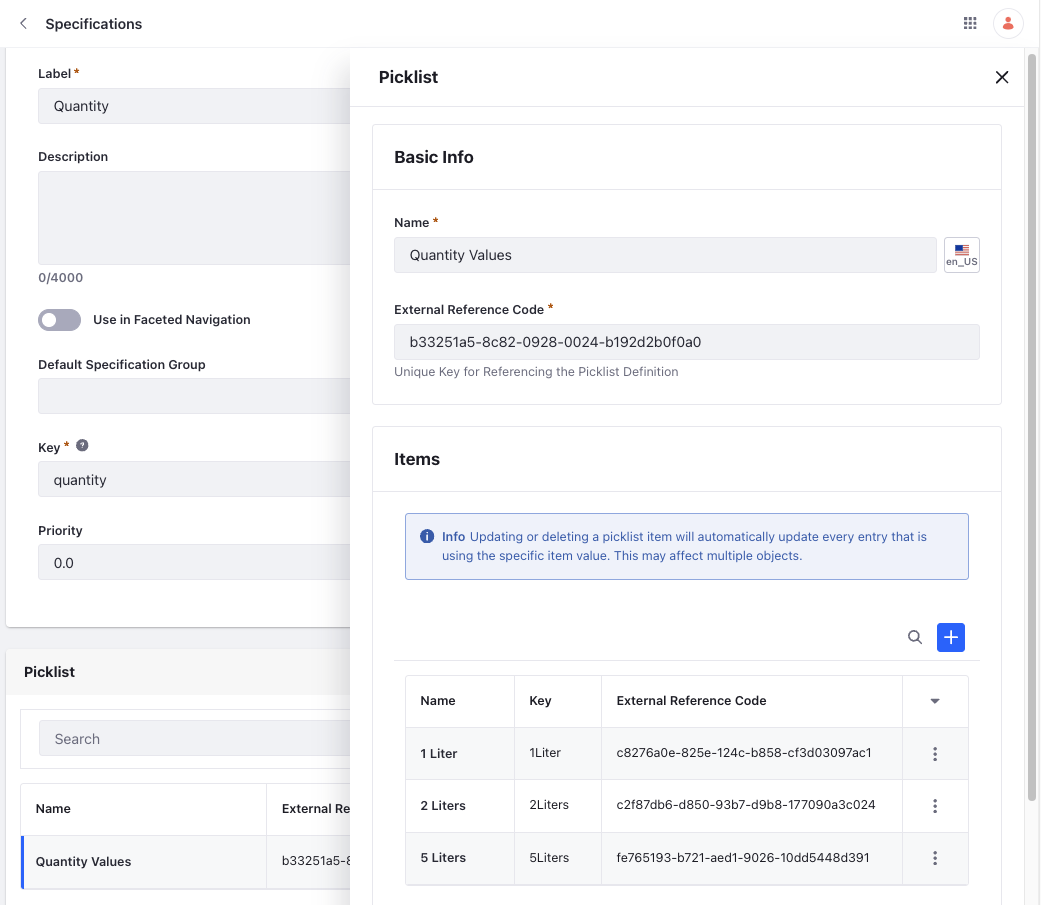 Specifications
Label *
Quantity
Description
0/4000
Use in Faceted Navigation
Default Specification Group
Key * ?
quantity
Priority
0.0
Picklist
Search
Name External Re
Quantity Values b33251a5-8
Picklist
Basic Info
Name *
Quantity Values
en_US
External Reference Code *
b33251a5-8c82-0928-0024-b192d2b0f0a0
Unique Key for Referencing the Picklist Definition
Items
Info Updating or deleting a picklist item will automatically update every entry that is
using the specific item value. This may affect multiple objects.
Name Key External Reference Code
1 Liter 1Liter c8276a0e-825e-124c-b858-cf3d03097ac1
2 Liters 2Liters c2f87db6-d850-93b7-d9b8-177090a3c024
5 Liters 5Liters fe765193-b721-aed1-9026-10dd5448d391